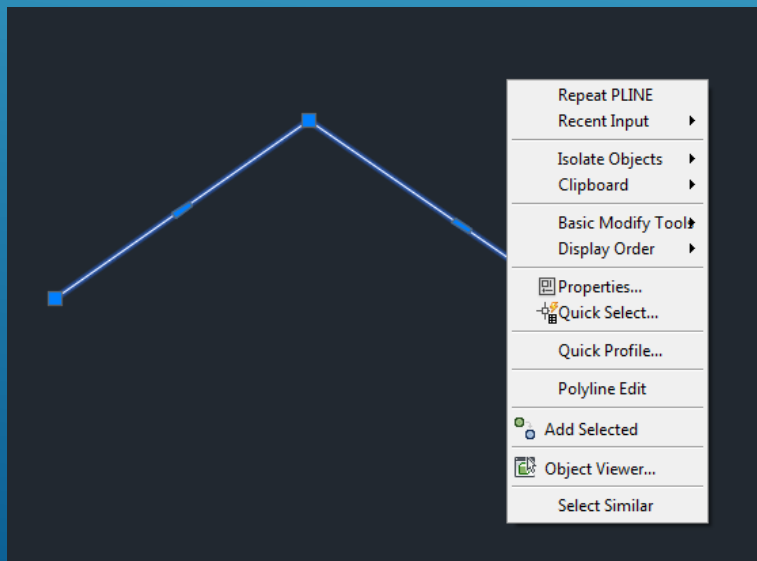 Repeat PLINE
Recent Input
Isolate Objects
Clipboard
Basic Modify Tools
Display Order
Properties...
Quick Select...
Quick Profile...
Polyline Edit
Add Selected
Object Viewer...
Select Similar